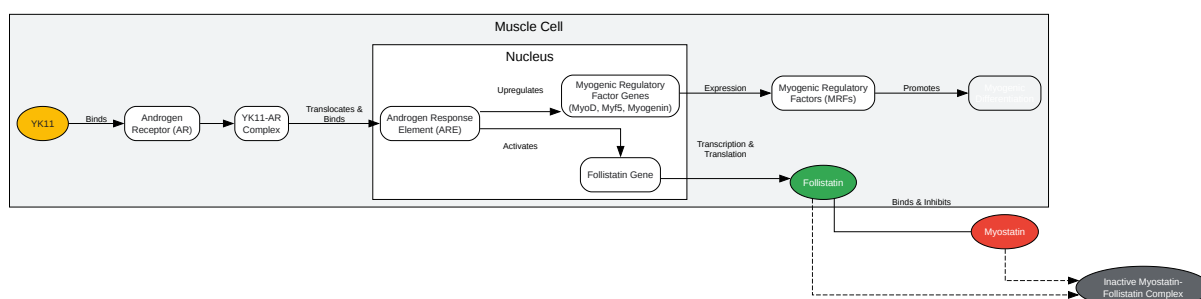 Muscle Cell
Nucleus
YK11
Binds
Androgen
Receptor (AR)
YK11-AR
Complex
Translocates &
Binds
Androgen Response
Element (ARE)
Upregulates
Activates
Myogenic Regulatory
Factor Genes
(MyoD, Myf5, Myogenin)
Follistatin Gene
Expression
Transcription &
Translation
Myogenic Regulatory
Factors (MRFs)
Promotes
Myogenic
Follistatin
Binds & Inhibits
Myostatin
Inactive Myostatin-
Follistatin Complex